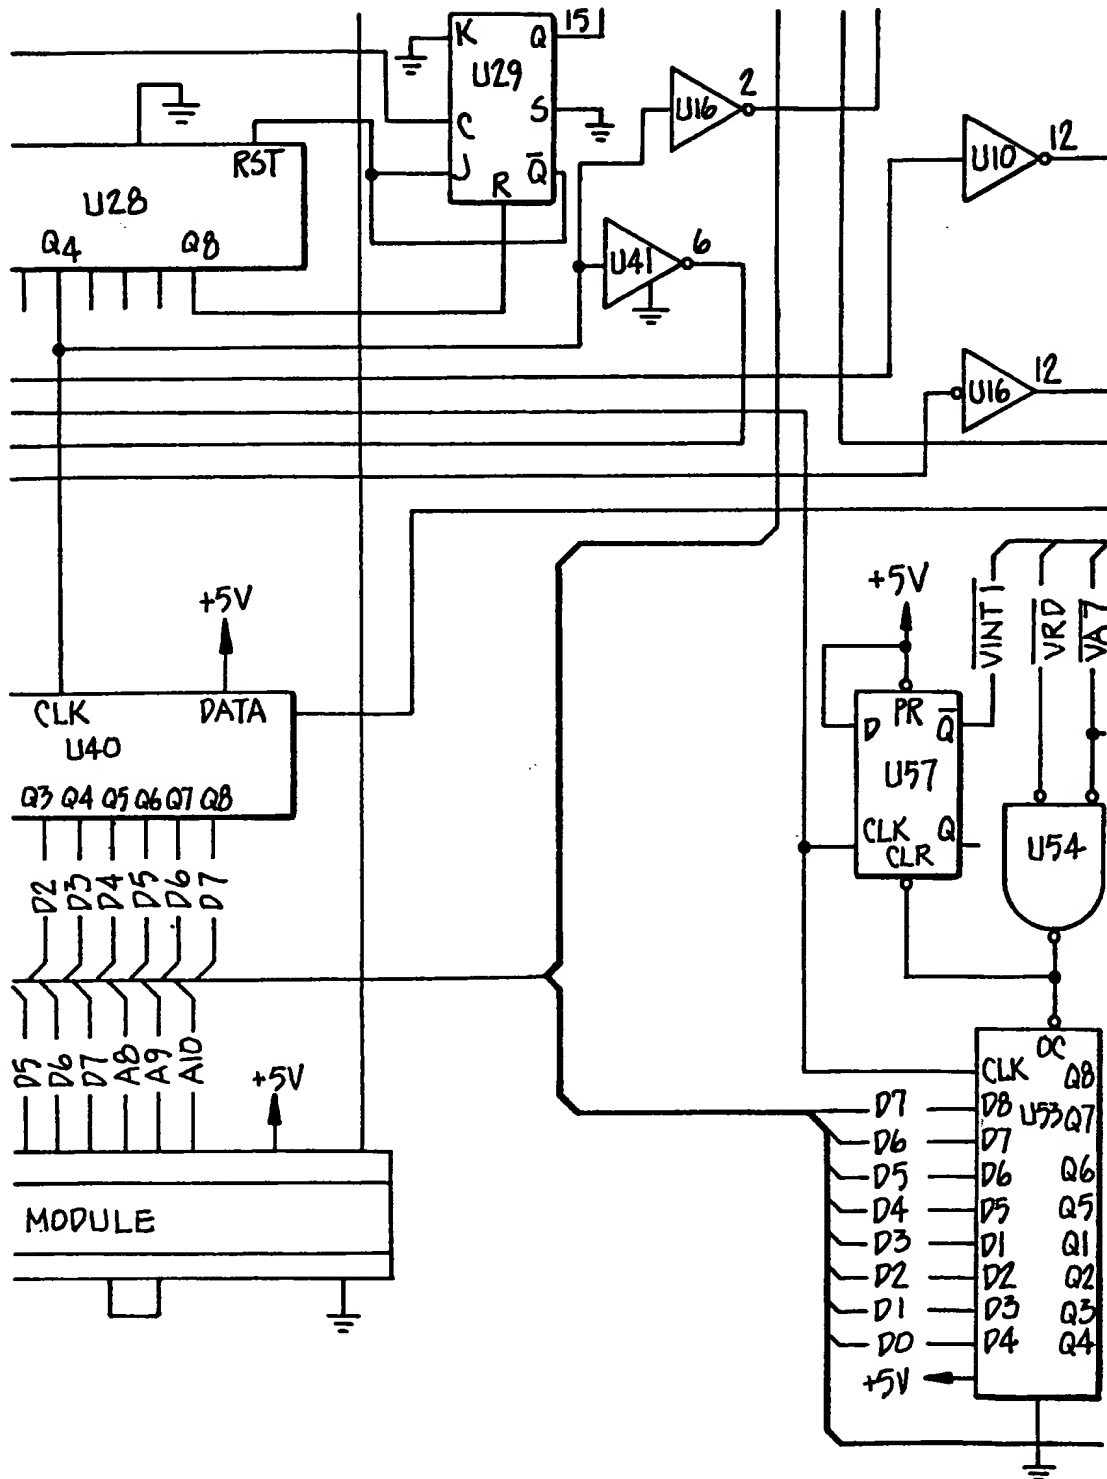 K Q 15
U29
U16 2
S
C
U10 12
RST
J Q
R
U28
Q4 Q8
U41 6
U16 12
+5V
+5V
VINT1
VRD
VA7
CLK DATA
U40
PR
D Q
U57
Q3 Q4 Q5 Q6 Q7 Q8
CLK Q
CLR
U54
D2
D3
D4
D5
D6
D7
D5
D6
D7
A8
A9
A10
+5V
OC
CLK Q8
D7 D8 U53 Q7
D6 D7
D5 D6 Q6
D4 D5 Q5
D3 D1 Q1
D2 D2 Q2
D1 D3 Q3
D0 D4 Q4
+5V
MODULE